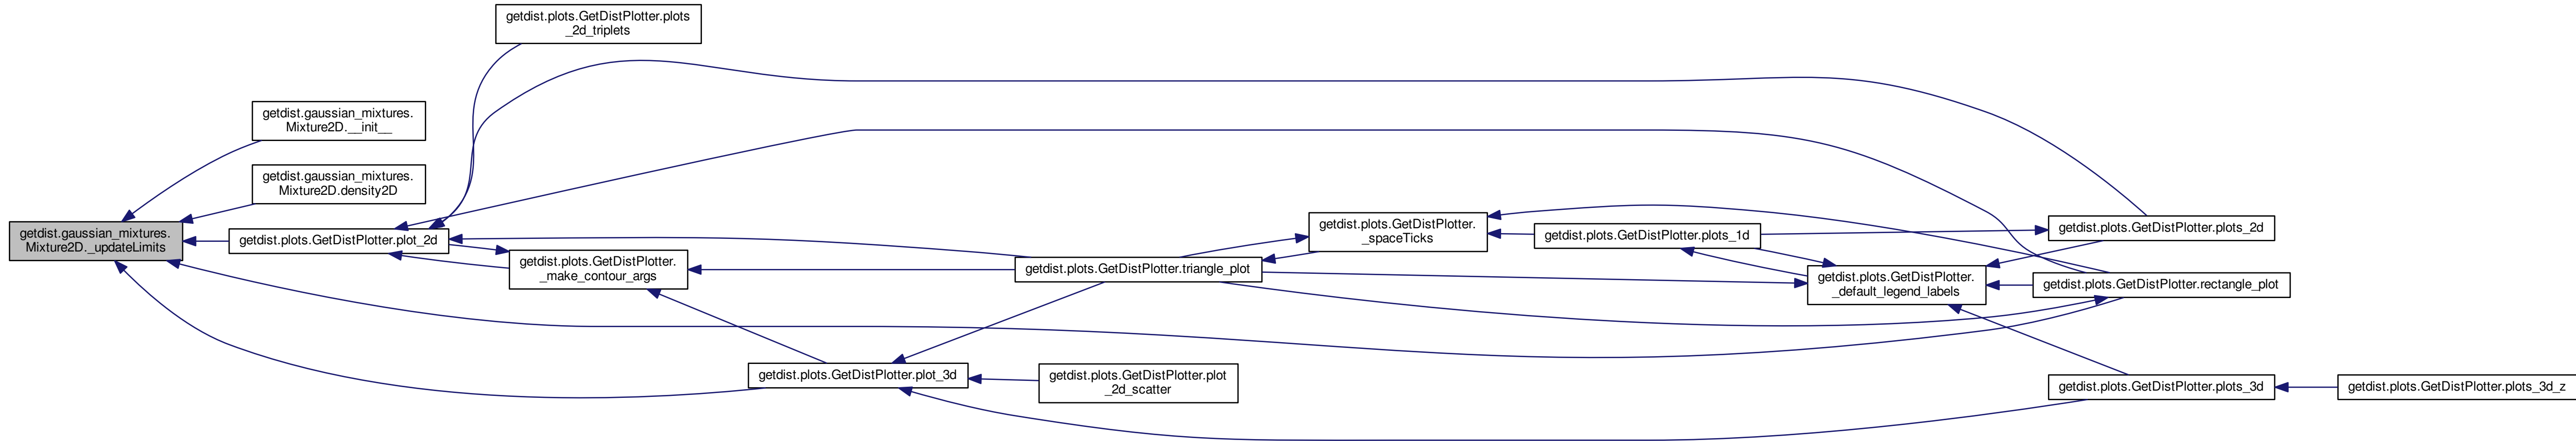 getdist.plots.GetDistPlotter.plots
_2d_triplets
getdist.gaussian_mixtures.
Mixture2D.__init__
getdist.gaussian_mixtures.
Mixture2D.density2D
getdist.gaussian_mixtures.
Mixture2D._updateLimits
getdist.plots.GetDistPlotter.plot_2d
getdist.plots.GetDistPlotter.
_make_contour_args
getdist.plots.GetDistPlotter.triangle_plot
getdist.plots.GetDistPlotter.
_spaceTicks
getdist.plots.GetDistPlotter.plots_1d
getdist.plots.GetDistPlotter.
_default_legend_labels
getdist.plots.GetDistPlotter.plots_2d
getdist.plots.GetDistPlotter.rectangle_plot
getdist.plots.GetDistPlotter.plot_3d
getdist.plots.GetDistPlotter.plot
_2d_scatter
getdist.plots.GetDistPlotter.plots_3d
getdist.plots.GetDistPlotter.plots_3d_z